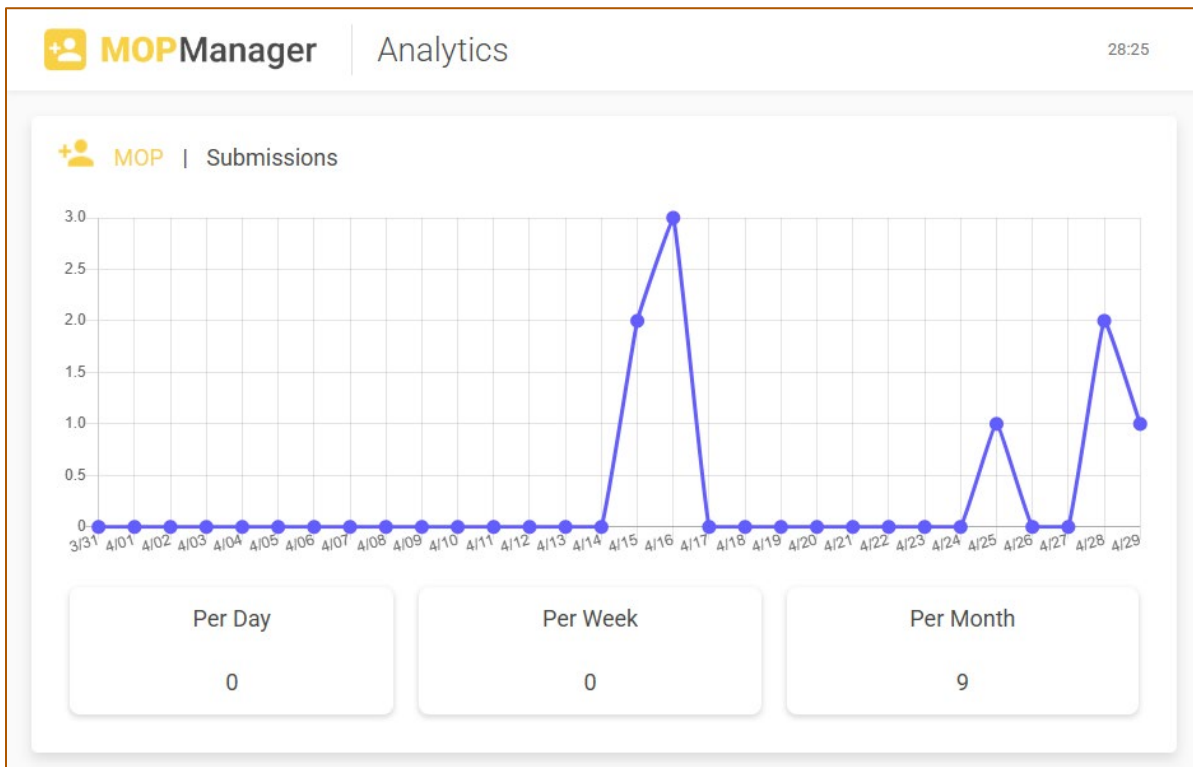 MOPManager Analytics 28:25
MOP | Submissions
3.0
2.5
2.0
1.5
1.0
0.5
0
3/31 4/01 4/02 4/03 4/04 4/05 4/06 4/07 4/08 4/09 4/10 4/11 4/12 4/13 4/14 4/15 4/16 4/17 4/18 4/19 4/20 4/21 4/22 4/23 4/24 4/25 4/26 4/27 4/28 4/29
Per Day Per Week Per Month
0 0 9